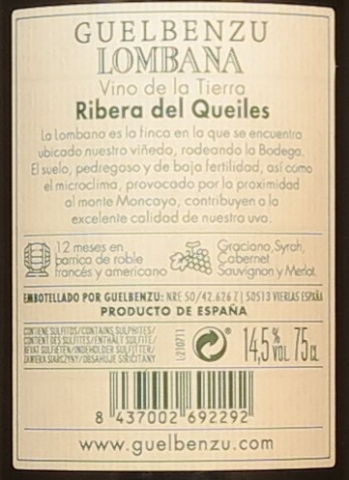 GUELBENZU
LOMBANA
Vino de la Tierra
Ribera del Queiles
La Lombana es la finca en la que se encuentra
ubicado nuestro viñedo, rodeando la Bodega.
El suelo, pedregoso y de baja fertilidad, así como
el microclima, provocado por la proximidad
al monte Moncayo, contribuyen a la
excelente calidad de nuestra uva.
12 meses en
barrica de roble
francés y americano
Graciano, Syrah,
Cabernet
Sauvignon y Merlot.
EMBOTELLADO POR GUELBENZU: NRE 50/42.626 Z | 50513 VIERLAS ESPAÑA
PRODUCTO DE ESPAÑA
CONTIENE SULFITOS/CONTAINS SULPHITES/
CONTIENT DES SULFITES/ENTHÄLT SULFITE/
BEVAT SULFIETEN/INDEHOLDER SULFITTER/
ZAWIERA SIARCZYNY/OBSAHUJE SIRICITANY
L:210711
14,5% VOL 75CL
8 437002 692292
www.guelbenzu.com